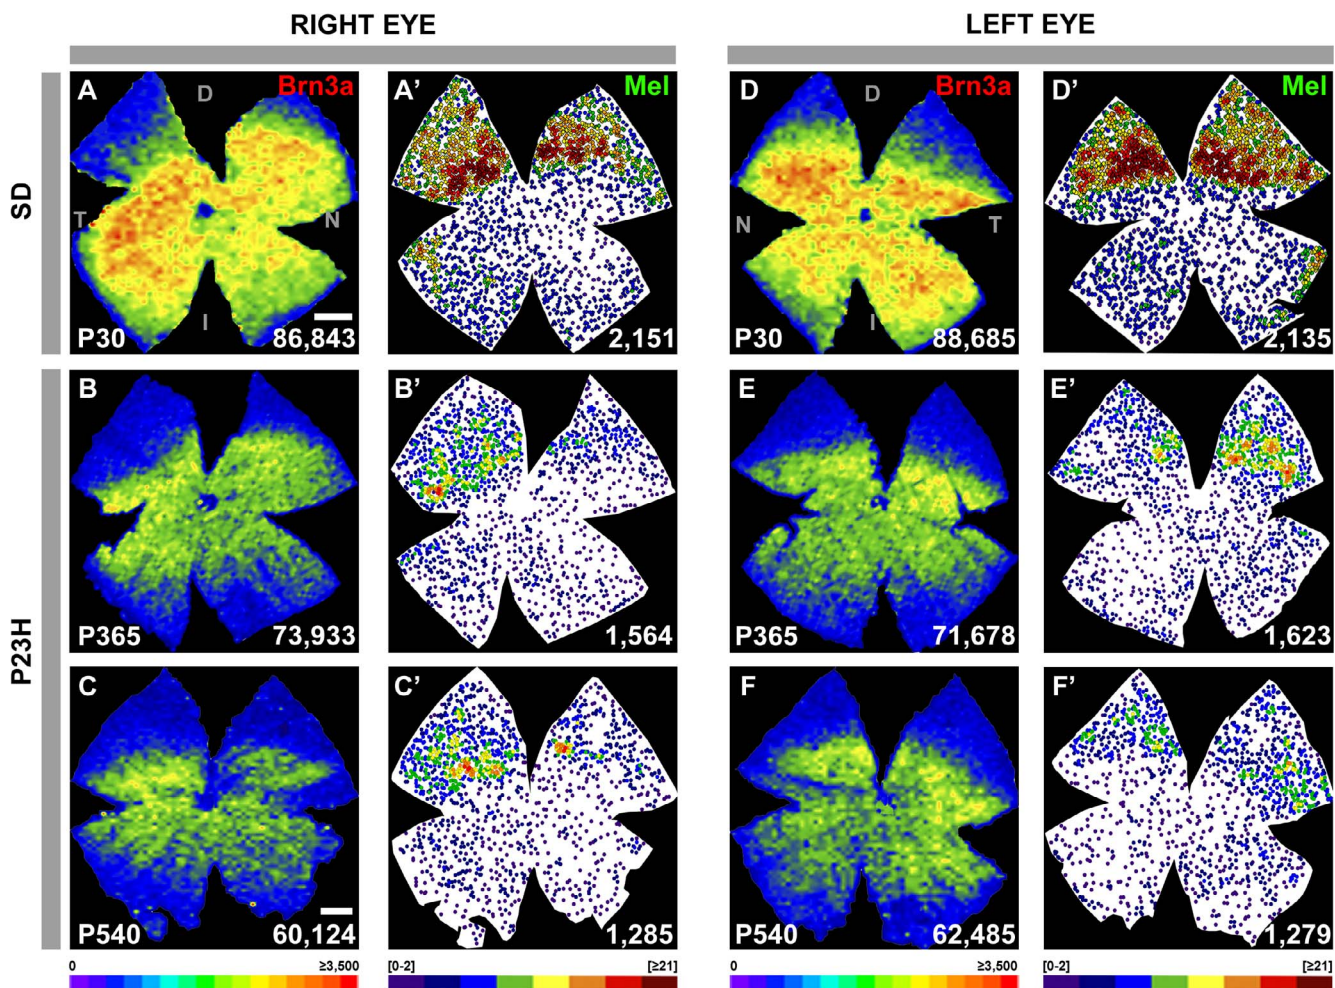 RIGHT EYE LEFT EYE
SD
A Brn3a D T N I P30 86,843
A’ Mel 2,151
D Brn3a D N T I P30 88,685
D’ Mel 2,135
P23H
B P365 73,933
B’ 1,564
E P365 71,678
E’ 1,623
C P540 60,124
C’ 1,285
F P540 62,485
F’ 1,279
0 ≥3,500 [0-2] [≥21] 0 ≥3,500 [0-2] [≥21]